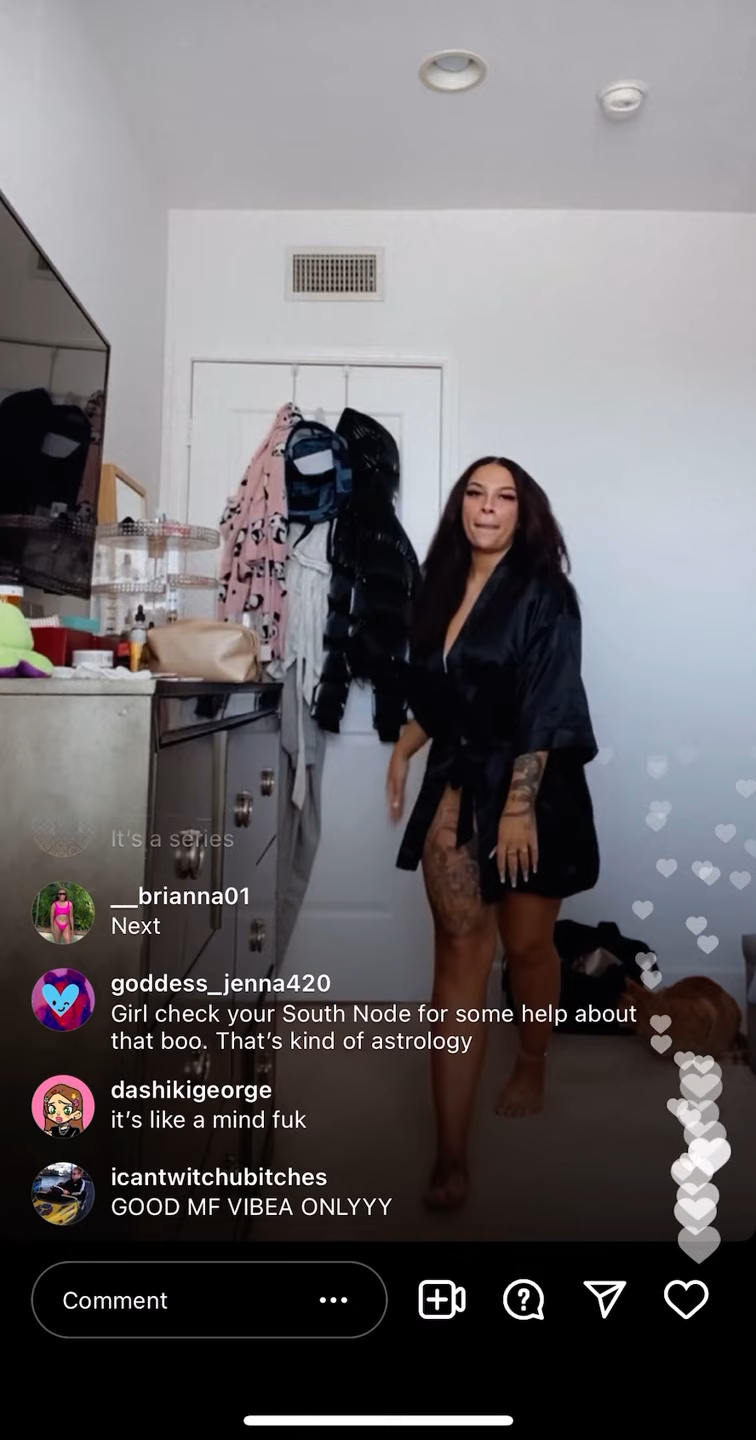 It's a series
__brianna01
Next
goddess_jenna420
Girl check your South Node for some help about
that boo. That’s kind of astrology
dashikigeorge
it’s like a mind fuk
icantwitchubitches
GOOD MF VIBEA ONLYYY
Comment